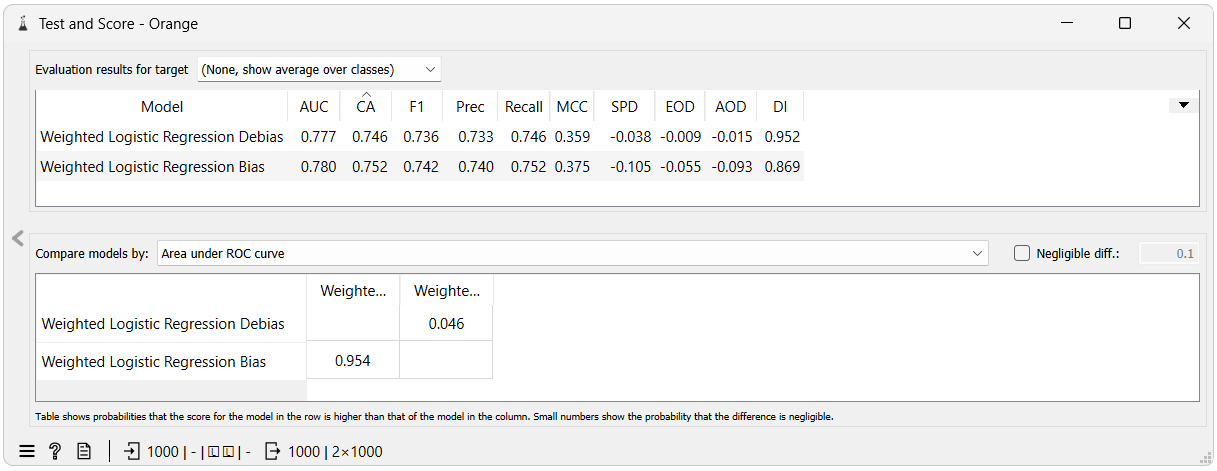 Test and Score - Orange
Evaluation results for target (None, show average over classes)
Model AUC CA F1 Prec Recall MCC SPD EOD AOD DI
Weighted Logistic Regression Debias 0.777 0.746 0.736 0.733 0.746 0.359 -0.038 -0.009 -0.015 0.952
Weighted Logistic Regression Bias 0.780 0.752 0.742 0.740 0.752 0.375 -0.105 -0.055 -0.093 0.869
Compare models by: Area under ROC curve Negligible diff.: 0.1
Weighte... Weighte...
Weighted Logistic Regression Debias 0.046
Weighted Logistic Regression Bias 0.954
Table shows probabilities that the score for the model in the row is higher than that of the model in the column. Small numbers show the probability that the difference is negligible.
1000 | - | | - 1000 | 2×1000